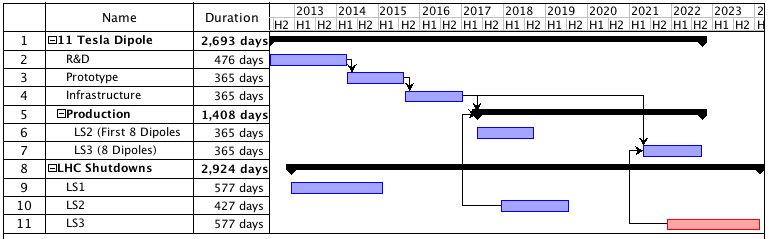 Name Duration 2013 2014 2015 2016 2017 2018 2019 2020 2021 2022 2023 2
H2 H1 H2 H1 H2 H1 H2 H1 H2 H1 H2 H1 H2 H1 H2 H1 H2 H1 H2 H1 H2 H1 H2 H
1 11 Tesla Dipole 2,693 days
2 R&D 476 days
3 Prototype 365 days
4 Infrastructure 365 days
5 Production 1,408 days
6 LS2 (First 8 Dipoles 365 days
7 LS3 (8 Dipoles) 365 days
8 LHC Shutdowns 2,924 days
9 LS1 577 days
10 LS2 427 days
11 LS3 577 days